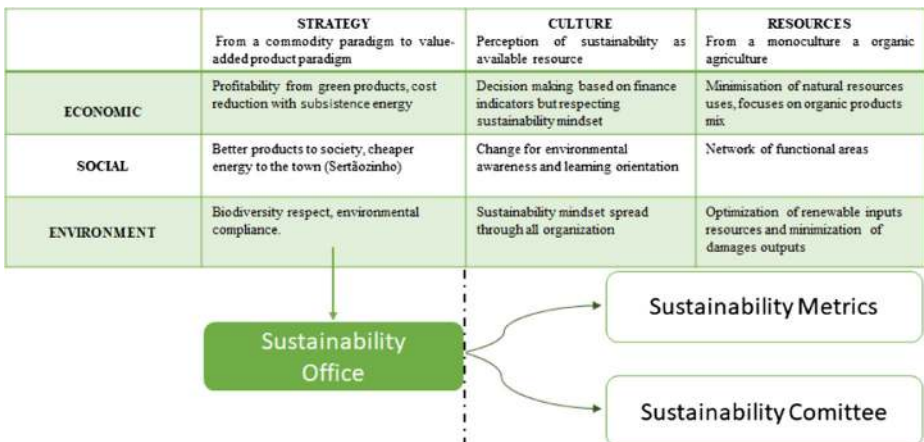 STRATEGY
From a commodity paradigm to value-
added product paradigm
CULTURE
Perception of sustainability as
available resource
RESOURCES
From a monoculture a organic
agriculture
ECONOMIC
Profitability from green products, cost
reduction with subsistence energy
Decision making based on finance
indicators but respecting
sustainability mindset
Minimisation of natural resources
uses, focuses on organic products
mix
SOCIAL
Better products to society, cheaper
energy to the town (Sertãozinho)
Change for environmental
awareness and learning orientation
Network of functional areas
ENVIRONMENT
Biodiversity respect, environmental
compliance.
Sustainability mindset spread
through all organization
Optimization of renewable inputs
resources and minimization of
damages outputs
Sustainability
Office
Sustainability Metrics
Sustainability Comittee